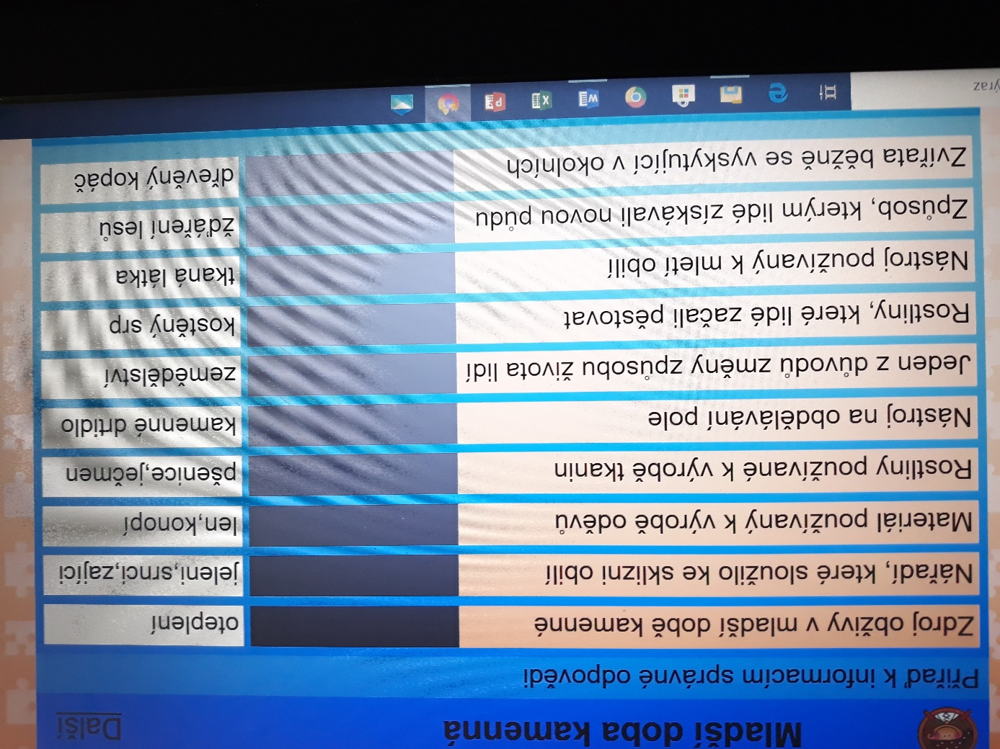 Mladší doba kamenná
Další
Přiřaď k informacím správné odpovědi
Zdroj obživy v mladší době kamenné
oteplení
Nářadí, které sloužilo ke sklizni obilí
jeleni,srnci,zajíci
Materiál používaný k výrobě oděvů
len,konopí
Rostliny používané k výrobě tkanin
pšenice,ječmen
Nástroj na obdělávání pole
kamenné drtidlo
Jeden z důvodů změny způsobu života lidí
zemědělství
Rostliny, které lidé začali pěstovat
kostěný srp
Nástroj používaný k mletí obilí
tkaná látka
Způsob, kterým lidé získávali novou půdu
žďáření lesů
Zvířata běžně se vyskytující v okolních
dřevěný kopáč